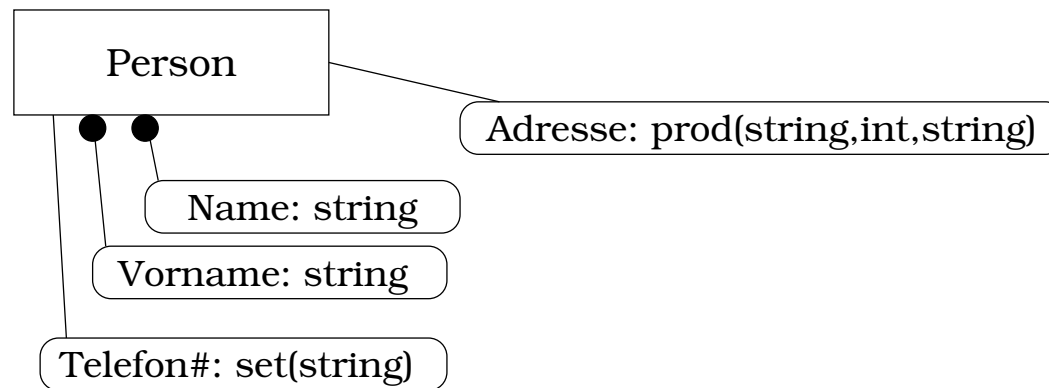 Person
Adresse: prod(string,int,string)
Name: string
Vorname: string
Telefon#: set(string)